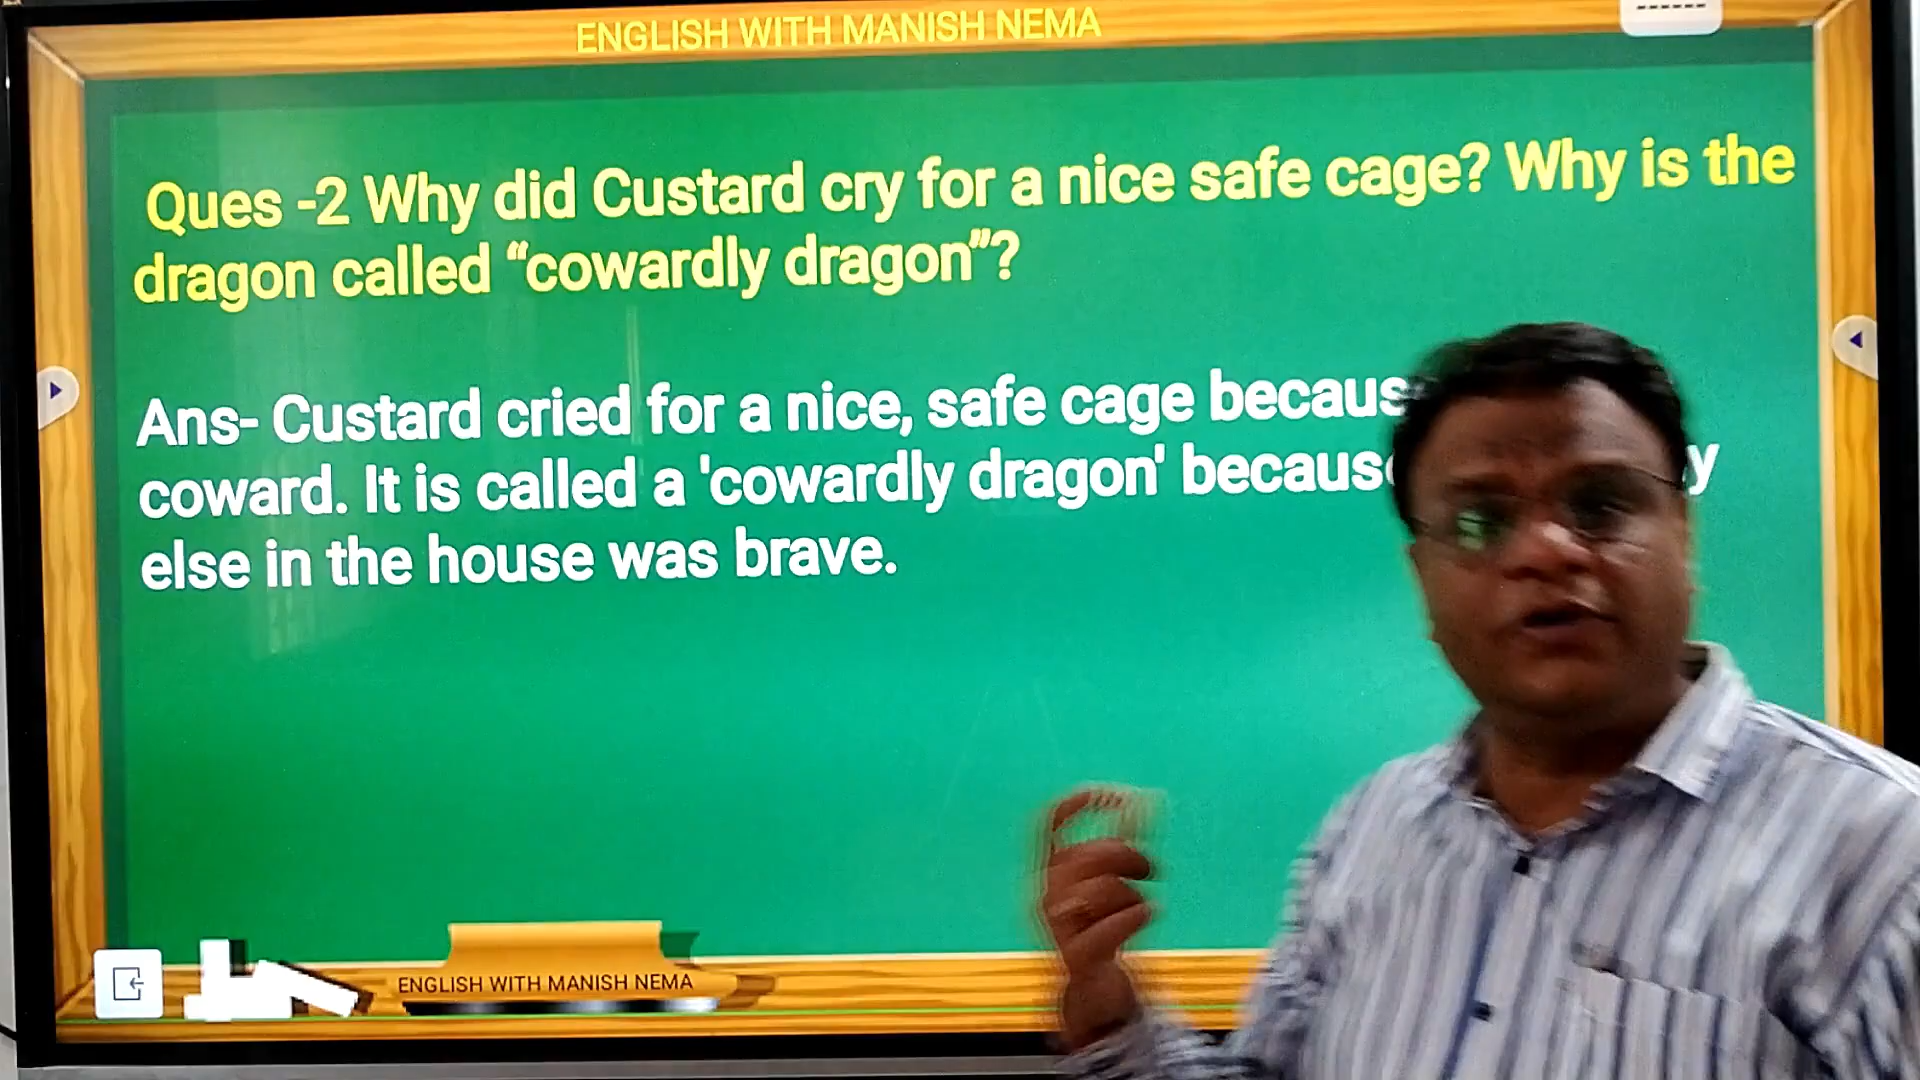 ENGLISH WITH MANISH NEMA
Ques -2 Why did Custard cry for a nice safe cage? Why is the
dragon called “cowardly dragon”?
Ans- Custard cried for a nice, safe cage
coward. It is called a 'cowardly dragon'
else in the house was brave.
ENGLISH WITH MANISH NEMA